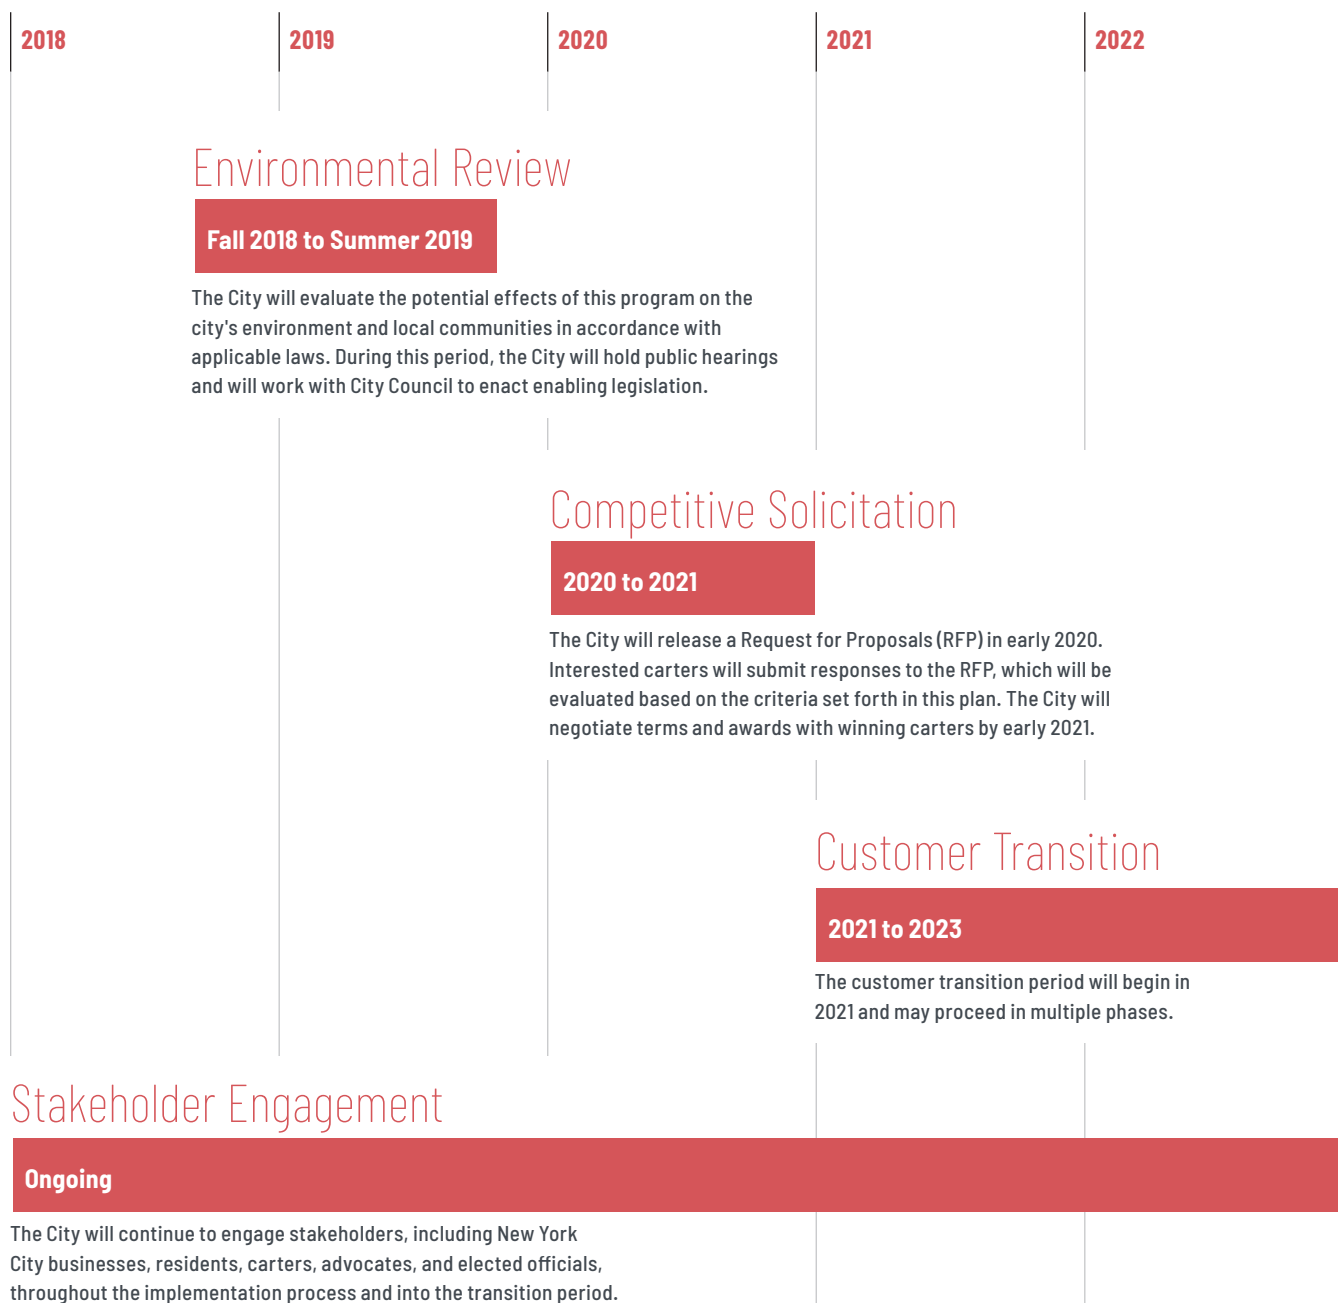 2018
2019
2020
2021
2022
Environmental Review
Fall 2018 to Summer 2019
The City will evaluate the potential effects of this program on the
city's environment and local communities in accordance with
applicable laws. During this period, the City will hold public hearings
and will work with City Council to enact enabling legislation.
Competitive Solicitation
2020 to 2021
The City will release a Request for Proposals (RFP) in early 2020.
Interested carters will submit responses to the RFP, which will be
evaluated based on the criteria set forth in this plan. The City will
negotiate terms and awards with winning carters by early 2021.
Customer Transition
2021 to 2023
The customer transition period will begin in
2021 and may proceed in multiple phases.
Stakeholder Engagement
Ongoing
The City will continue to engage stakeholders, including New York
City businesses, residents, carters, advocates, and elected officials,
throughout the implementation process and into the transition period.